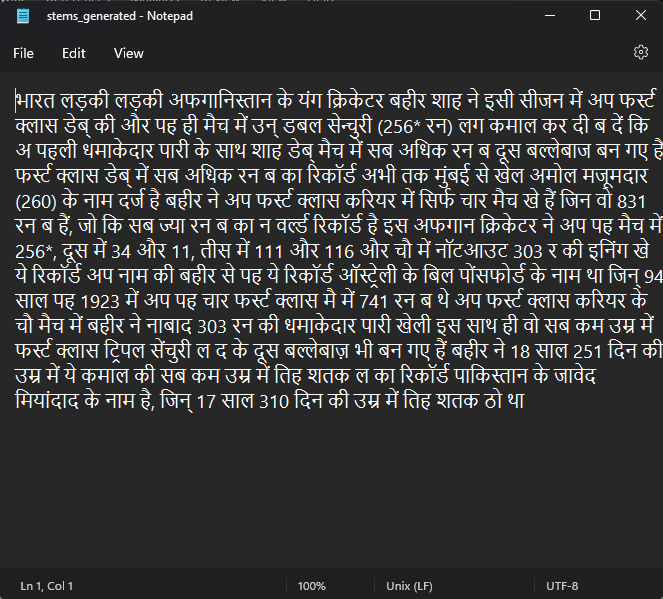 stems_generated - Notepad
File Edit View
भारत लड़की लड़की अफगानिस्तान के यंग क्रिकेटर बहीर शाह ने इसी सीजन में अप फर्स्ट
क्लास डेब् की और पह ही मैच में उन् डबल सेन्चुरी (256* रन) लग कमाल कर दी ब दें कि
अ पहली धमाकेदार पारी के साथ शाह डेब् मैच में सब अधिक रन ब दूस बल्लेबाज बन गए है
फर्स्ट क्लास डेब् में सब अधिक रन ब का रिकॉर्ड अभी तक मुंबई से खेल अमोल मजूमदार
(260) के नाम दर्ज है बहीर ने अप फर्स्ट क्लास करियर में सिर्फ चार मैच खे हैं जिन वो 831
रन ब हैं, जो कि सब ज्या रन ब का न वर्ल्ड रिकॉर्ड है इस अफगान क्रिकेटर ने अप पह मैच में
256*, दूस में 34 और 11, तीस में 111 और 116 और चौ में नॉटआउट 303 र की इनिंग खे
ये रिकॉर्ड अप नाम की बहीर से पह ये रिकॉर्ड ऑस्ट्रेली के बिल पोंसफोर्ड के नाम था जिन् 94
साल पह 1923 में अप पह चार फर्स्ट क्लास मै में 741 रन ब थे अप फर्स्ट क्लास करियर के
चौ मैच में बहीर ने नाबाद 303 रन की धमाकेदार पारी खेली इस साथ ही वो सब कम उम्र में
फर्स्ट क्लास ट्रिपल सेंचुरी ल द के दूस बल्लेबाज़ भी बन गए हैं बहीर ने 18 साल 251 दिन की
उम्र में ये कमाल की सब कम उम्र में तिह शतक ल का रिकॉर्ड पाकिस्तान के जावेद
मियांदाद के नाम है, जिन् 17 साल 310 दिन की उम्र में तिह शतक ठो था
Ln 1, Col 1 100% Unix (LF) UTF-8